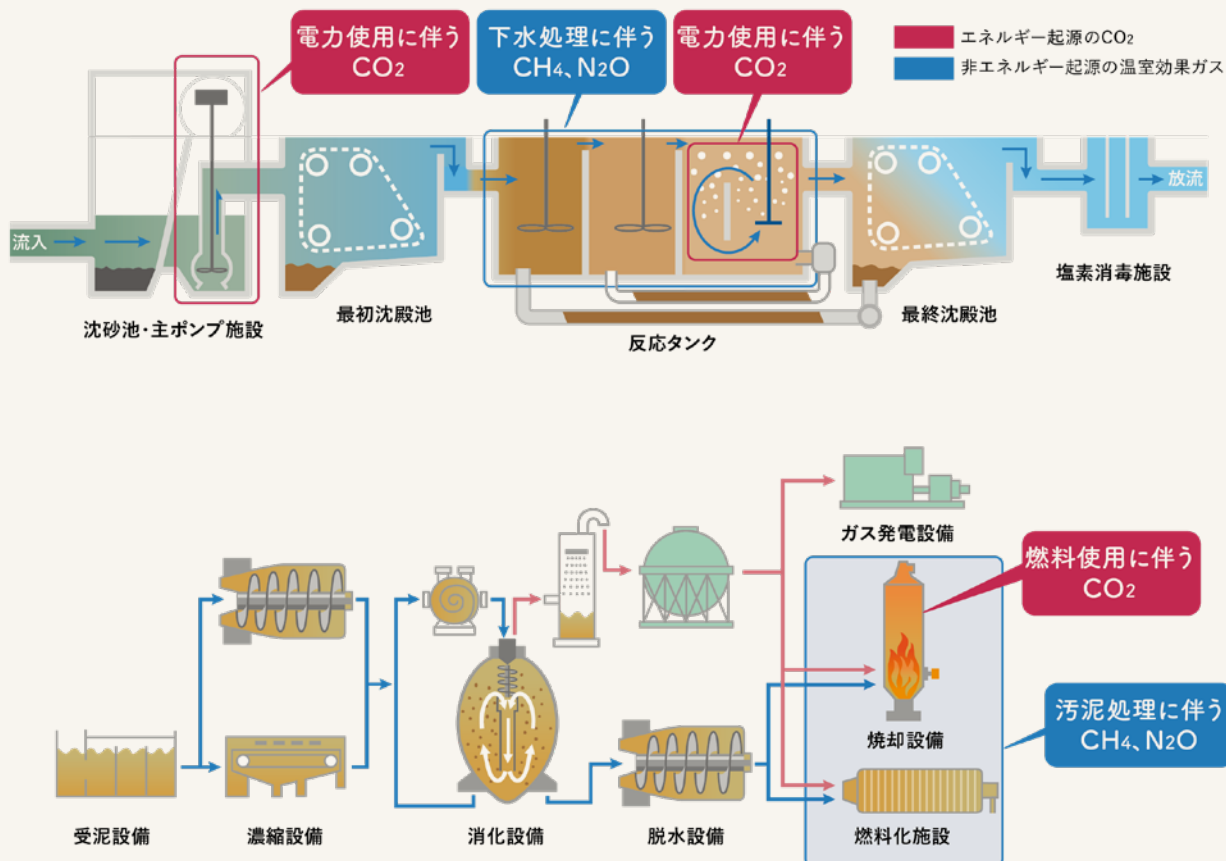 電力使用に伴う
CO₂
下水処理に伴う
CH₄、N₂O
電力使用に伴う
CO₂
エネルギー起源のCO₂
非エネルギー起源の温室効果ガス
流入
放流
沈砂池・主ポンプ施設
最初沈殿池
反応タンク
最終沈殿池
塩素消毒施設
ガス発電設備
燃料使用に伴う
CO₂
焼却設備
汚泥処理に伴う
CH₄、N₂O
受泥設備
濃縮設備
消化設備
脱水設備
燃料化施設